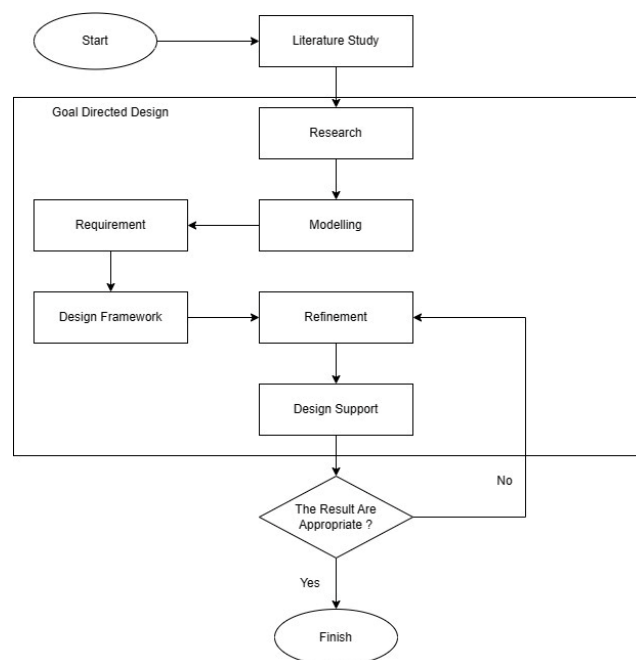 Start
Literature Study
Goal Directed Design
Research
Requirement
Modelling
Design Framework
Refinement
Design Support
The Result Are
Appropriate ?
No
Yes
Finish